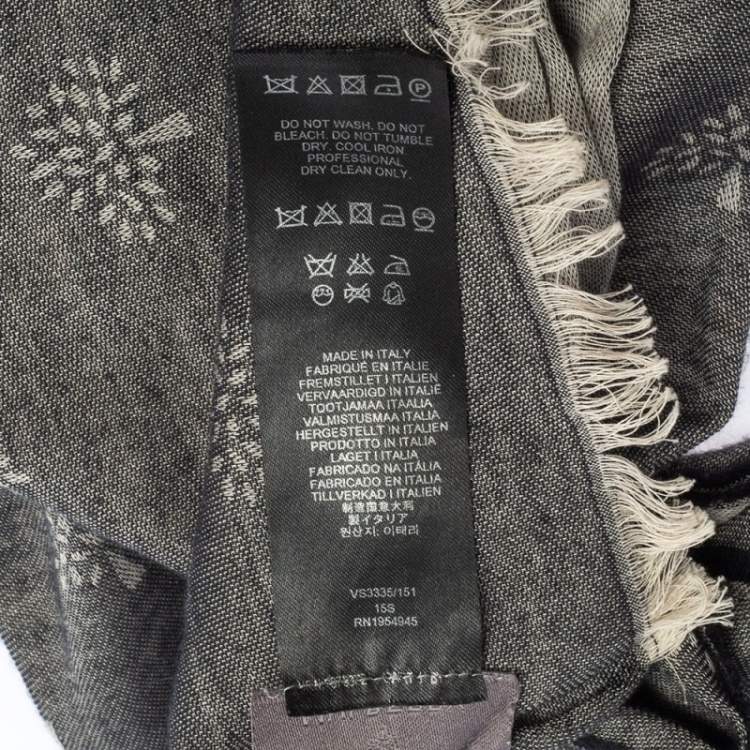 P
DO NOT WASH. DO NOT
BLEACH. DO NOT TUMBLE
DRY. COOL IRON
PROFESSIONAL
DRY CLEAN ONLY.
MADE IN ITALY
FABRIQUÉ EN ITALIE
FREMSTILLET I ITALIEN
VERVAARDIGD IN ITALIË
TOOTJAMAA ITAALIA
VALMISTUSMAA ITALIA
HERGESTELLT IN ITALIEN
PRODOTTO IN ITALIA
LAGET I ITALIA
FABRICADO NA ITÁLIA
FABRICADO EN ITALIA
TILLVERKAD I ITALIEN
制造国意大利
製イタリア
원산지: 이태리
VS3335/151
15S
RN1954945